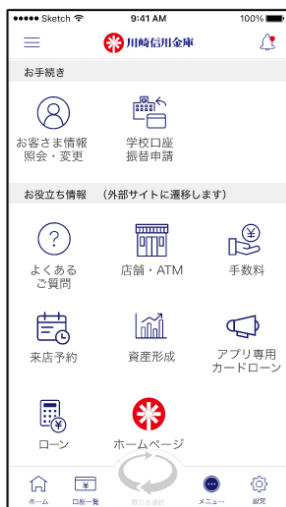 Sketch 9:41 AM 100%
川崎信用金庫
お手続き
お客さま情報 学校口座
照会・変更 振替申請
お役立ち情報 （外部サイトに遷移します）
よくある 店舗・ATM 手数料
ご質問
来店予約 資産形成 アプリ専用
カードローン
ローン ホームページ
ホーム 口座一覧 メニュー 設定